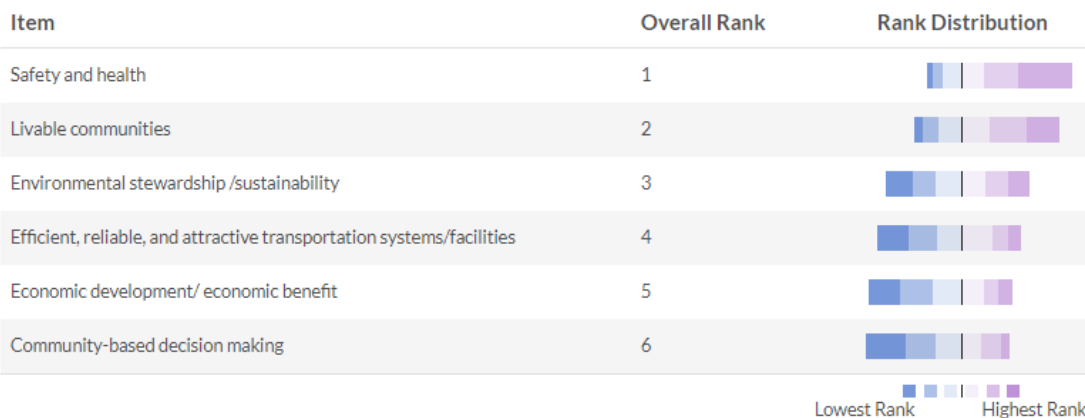 Item Overall Rank Rank Distribution
Safety and health 1
Livable communities 2
Environmental stewardship /sustainability 3
Efficient, reliable, and attractive transportation systems/facilities 4
Economic development/ economic benefit 5
Community-based decision making 6
Lowest Rank Highest Rank